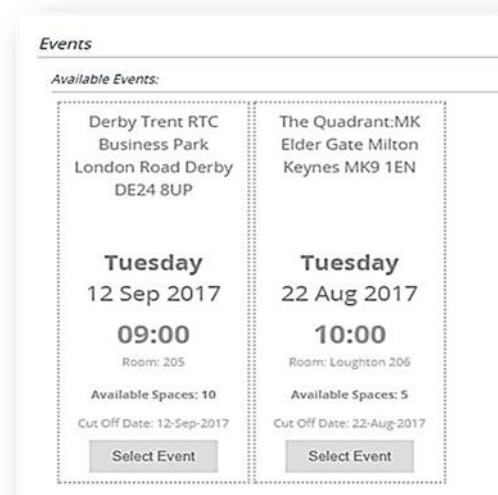 Events
Available Events:
Derby Trent RTC
Business Park
London Road Derby
DE24 8UP
Tuesday
12 Sep 2017
09:00
Room: 205
Available Spaces: 10
Cut Off Date: 12-Sep-2017
Select Event
The Quadrant:MK
Elder Gate Milton
Keynes MK9 1EN
Tuesday
22 Aug 2017
10:00
Room: Loughton 206
Available Spaces: 5
Cut Off Date: 22-Aug-2017
Select Event